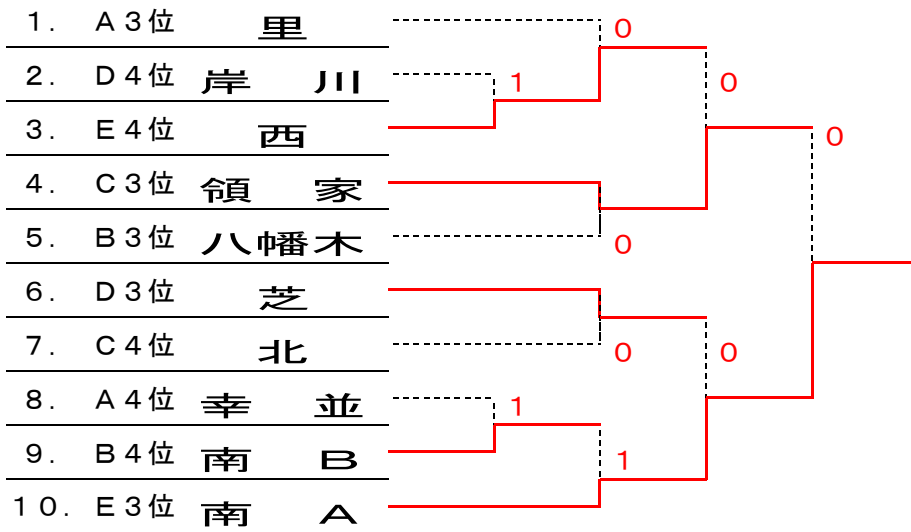 １． Ａ３位 里
０
２． Ｄ４位 岸川
１
０
３． Ｅ４位 西
０
４． Ｃ３位 領家
５． Ｂ３位 八幡木
０
６． Ｄ３位 芝
７． Ｃ４位 北
０
０
８． Ａ４位 幸並
１
９． Ｂ４位 南Ｂ
１
１０． Ｅ３位 南Ａ